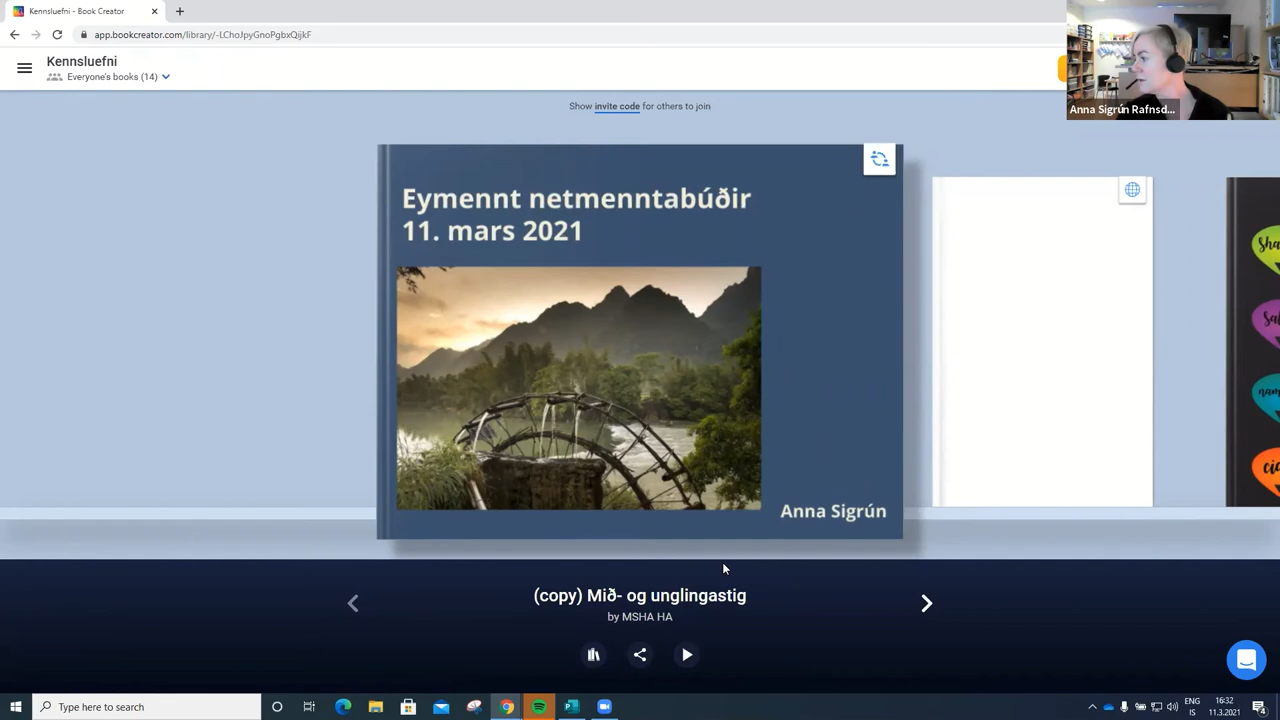 Kennsluefni - Book Creator
app.bookcreator.com/library/-LChoJpyGnoPgbxQijkF
Kennsluefni
Everyone's books (14)
Anna Sigrún Rafnsd...
Show invite code for others to join
Eymennt netmenntabúðir
11. mars 2021
Anna Sigrún
(copy) Mið- og unglingastig
by MSHA HA
Type here to search
ENG
IS
16:32
11.3.2021
4